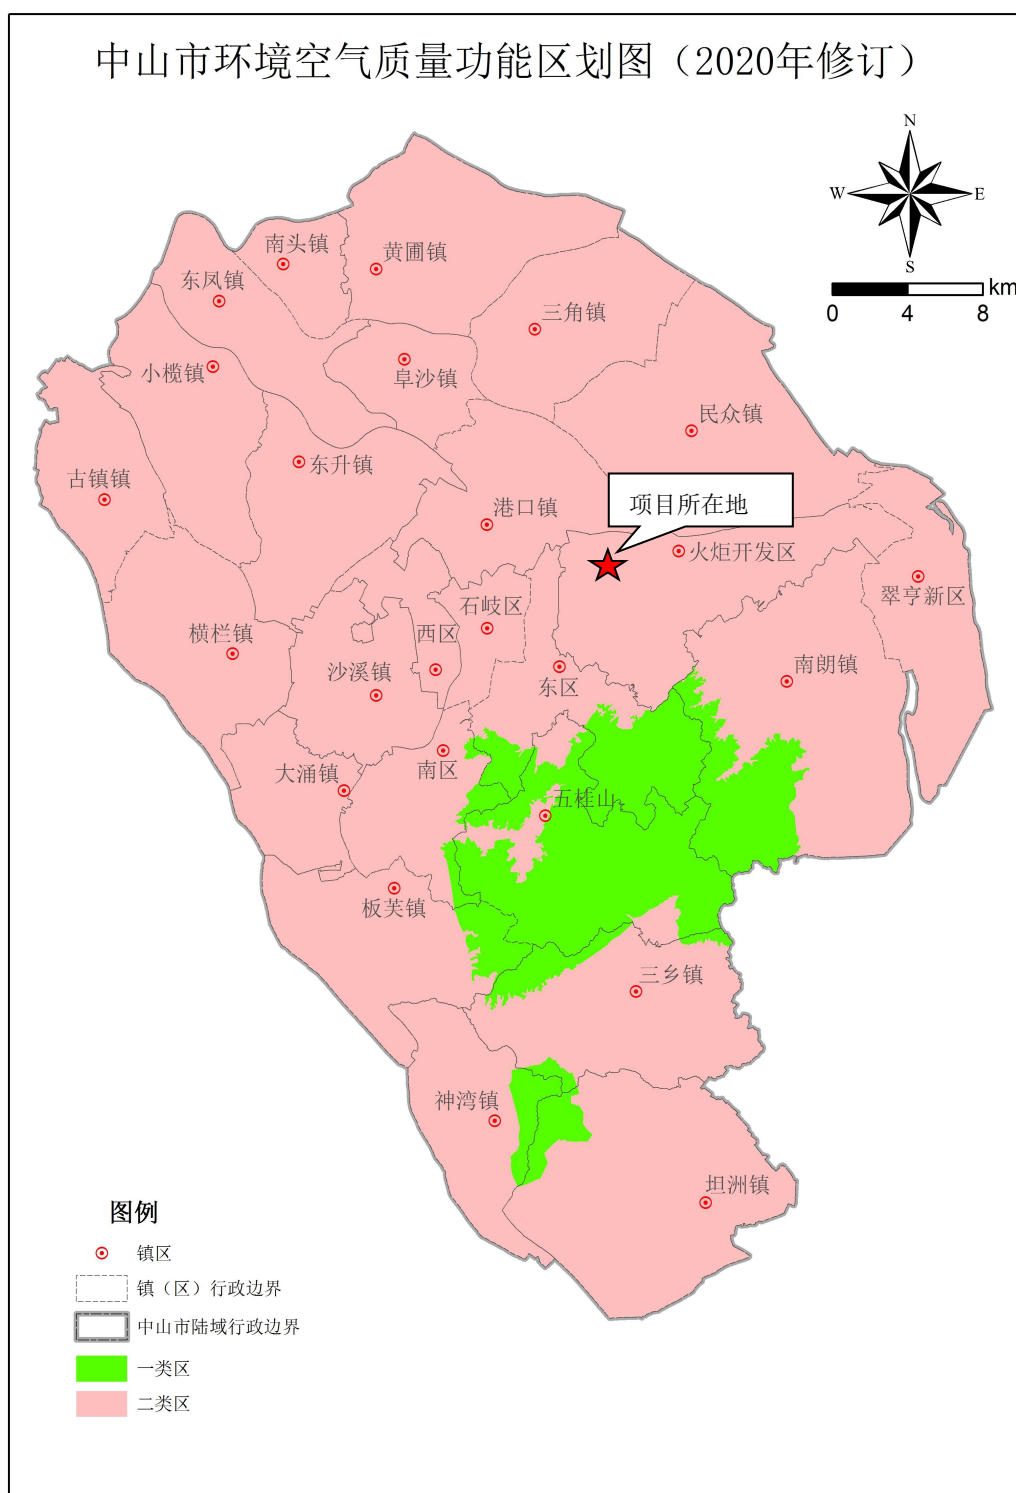 中山市环境空气质量功能区划图（2020年修订）
N
W
E
S
km
0
4
8
南头镇
黄圃镇
东凤镇
三角镇
小榄镇
阜沙镇
民众镇
东升镇
古镇镇
港口镇
项目所在地
火炬开发区
翠亨新区
石岐区
西区
横栏镇
沙溪镇
东区
南朗镇
南区
大涌镇
五桂山
板芙镇
三乡镇
神湾镇
坦洲镇
图例
镇区
镇（区）行政边界
中山市陆域行政边界
一类区
二类区